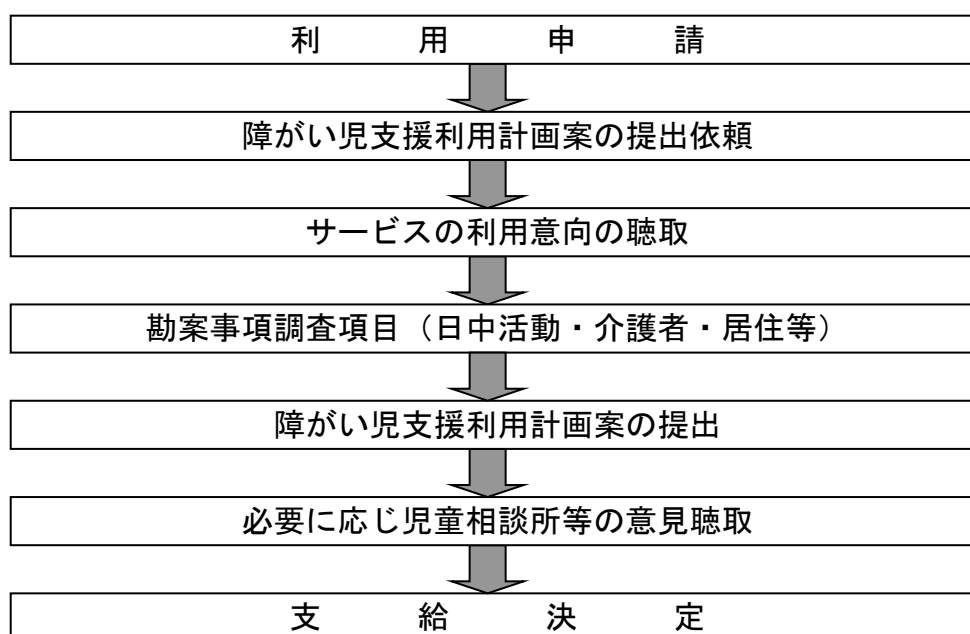 利用申請
障がい児支援利用計画案の提出依頼
サービスの利用意向の聴取
勘案事項調査項目（日中活動・介護者・居住等）
障がい児支援利用計画案の提出
必要に応じ児童相談所等の意見聴取
支給決定